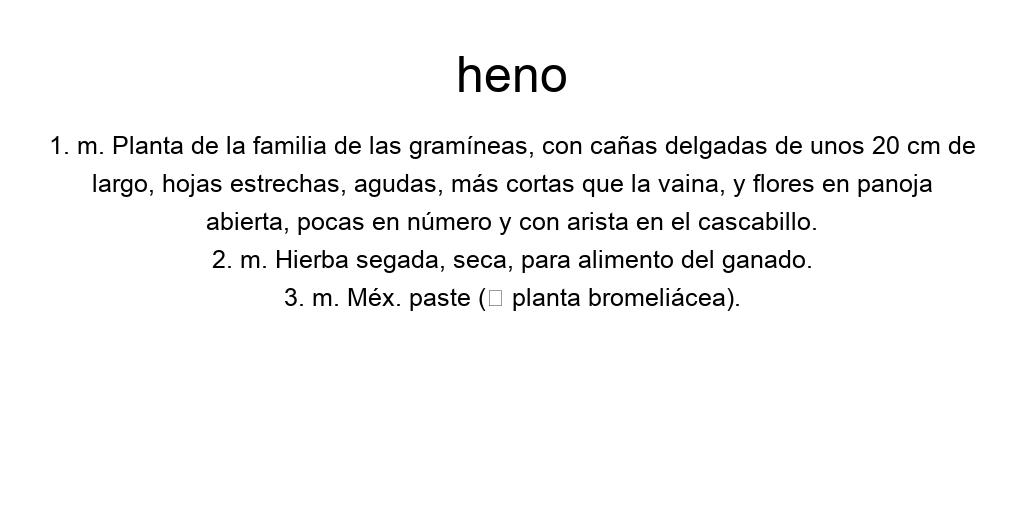 heno
1. m. Planta de la familia de las gramíneas, con cañas delgadas de unos 20 cm de
largo, hojas estrechas, agudas, más cortas que la vaina, y flores en panoja
abierta, pocas en número y con arista en el cascabillo.
2. m. Hierba segada, seca, para alimento del ganado.
3. m. Méx. paste (□ planta bromeliácea).